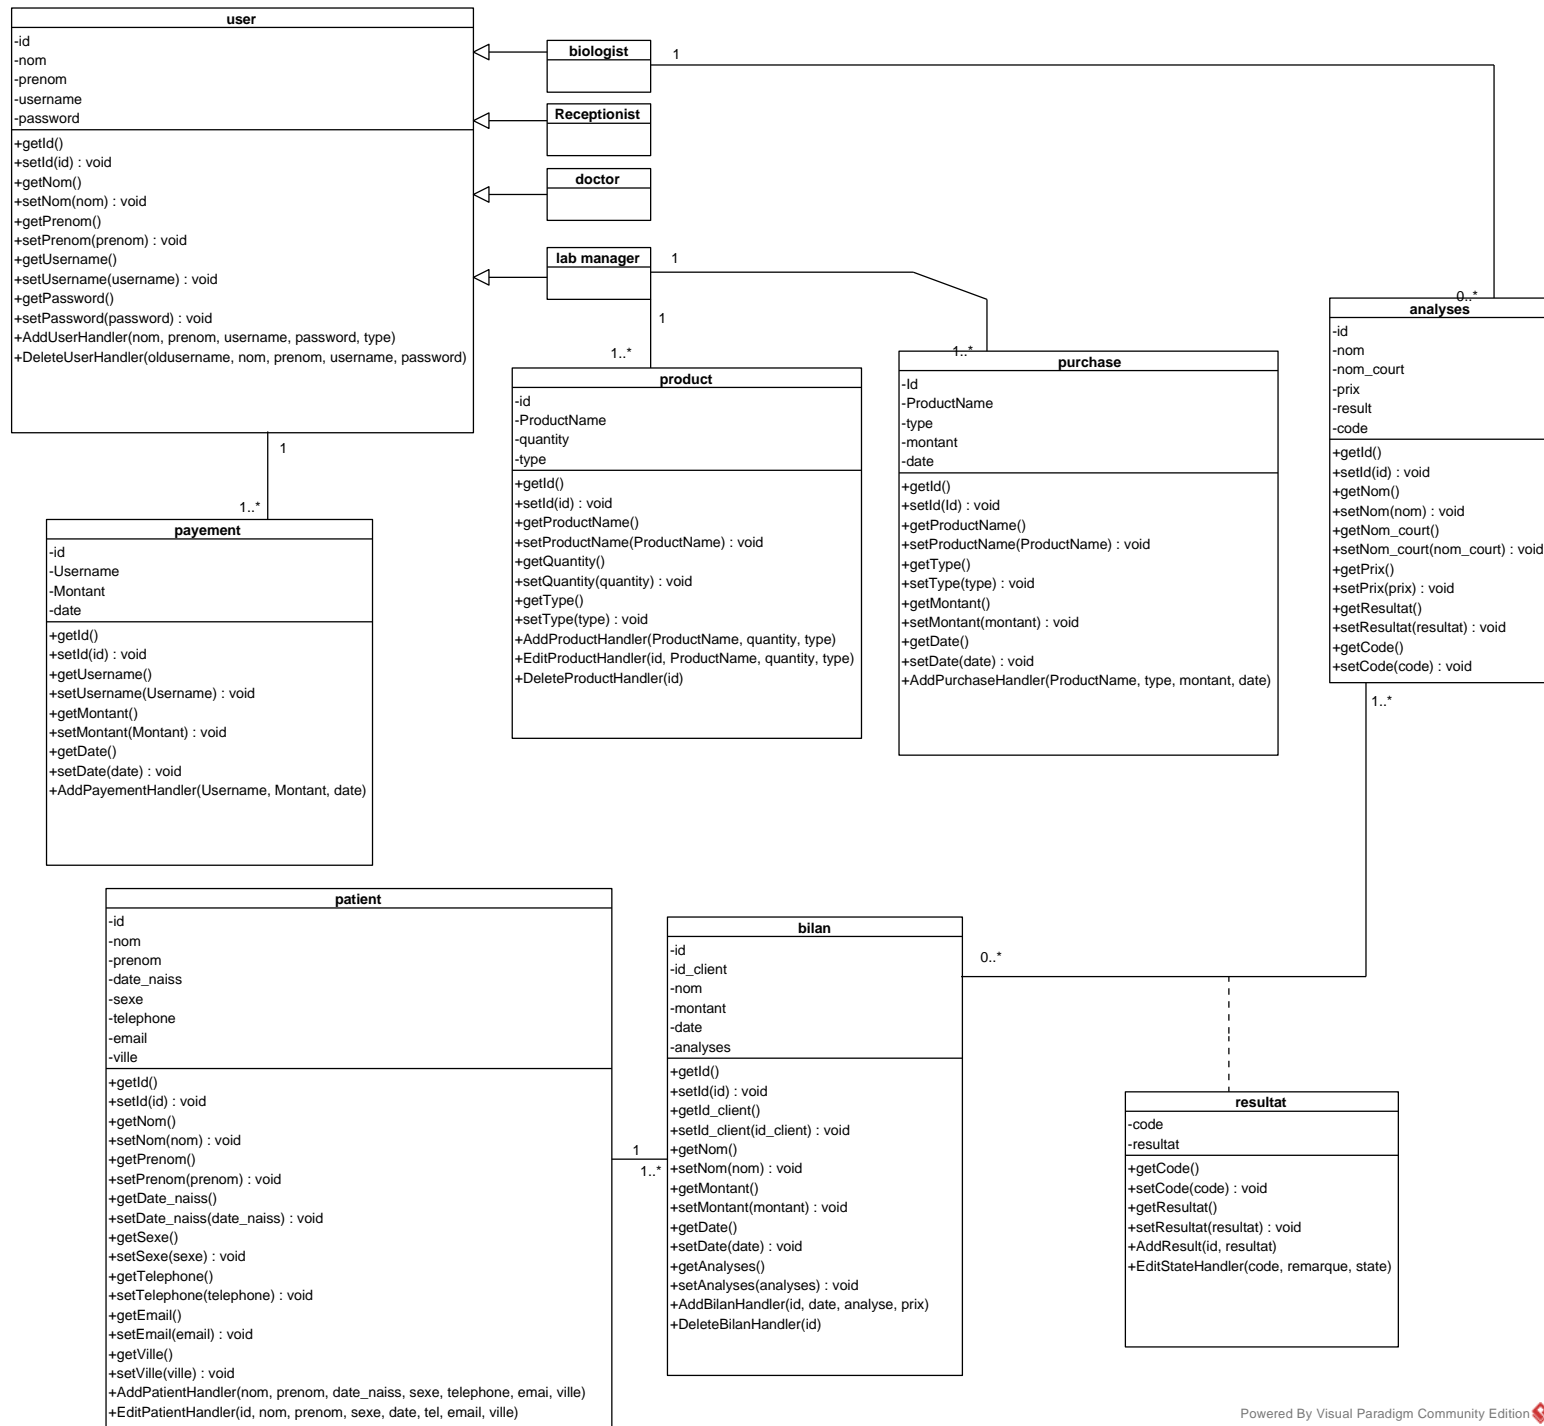 user
-id
-nom
-prenom
-username
-password
+getId()
+setId(id) : void
+getNom()
+setNom(nom) : void
+getPrenom()
+setPrenom(prenom) : void
+getUsername()
+setUsername(username) : void
+getPassword()
+setPassword(password) : void
+AddUserHandler(nom, prenom, username, password, type)
+DeleteUserHandler(oldusername, nom, prenom, username, password)
biologist
1
Receptionist
doctor
lab manager
1
1
1..*
1..*
0..*
1
1..*
product
-id
-ProductName
-quantity
-type
+getId()
+setId(id) : void
+getProductName()
+setProductName(ProductName) : void
+getQuantity()
+setQuantity(quantity) : void
+getType()
+setType(type) : void
+AddProductHandler(ProductName, quantity, type)
+EditProductHandler(id, ProductName, quantity, type)
+DeleteProductHandler(id)
purchase
-Id
-ProductName
-type
-montant
-date
+getId()
+setId(Id) : void
+getProductName()
+setProductName(ProductName) : void
+getType()
+setType(type) : void
+getMontant()
+setMontant(montant) : void
+getDate()
+setDate(date) : void
+AddPurchaseHandler(ProductName, type, montant, date)
analyses
-id
-nom
-nom_court
-prix
-result
-code
+getId()
+setId(id) : void
+getNom()
+setNom(nom) : void
+getNom_court()
+setNom_court(nom_court) : void
+getPrix()
+setPrix(prix) : void
+getResultat()
+setResultat(resultat) : void
+getCode()
+setCode(code) : void
1..*
payement
-id
-Username
-Montant
-date
+getId()
+setId(id) : void
+getUsername()
+setUsername(Username) : void
+getMontant()
+setMontant(Montant) : void
+getDate()
+setDate(date) : void
+AddPayementHandler(Username, Montant, date)
patient
-id
-nom
-prenom
-date_naiss
-sexe
-telephone
-email
-ville
+getId()
+setId(id) : void
+getNom()
+setNom(nom) : void
+getPrenom()
+setPrenom(prenom) : void
+getDate_naiss()
+setDate_naiss(date_naiss) : void
+getSexe()
+setSexe(sexe) : void
+getTelephone()
+setTelephone(telephone) : void
+getEmail()
+setEmail(email) : void
+getVille()
+setVille(ville) : void
+AddPatientHandler(nom, prenom, date_naiss, sexe, telephone, emai, ville)
+EditPatientHandler(id, nom, prenom, sexe, date, tel, email, ville)
1
1..*
bilan
-id
-id_client
-nom
-montant
-date
-analyses
+getId()
+setId(id) : void
+getId_client()
+setId_client(id_client) : void
+getNom()
+setNom(nom) : void
+getMontant()
+setMontant(montant) : void
+getDate()
+setDate(date) : void
+getAnalyses()
+setAnalyses(analyses) : void
+AddBilanHandler(id, date, analyse, prix)
+DeleteBilanHandler(id)
0..*
resultat
-code
-resultat
+getCode()
+setCode(code) : void
+getResultat()
+setResultat(resultat) : void
+AddResult(id, resultat)
+EditStateHandler(code, remarque, state)
Powered By Visual Paradigm Community Edition